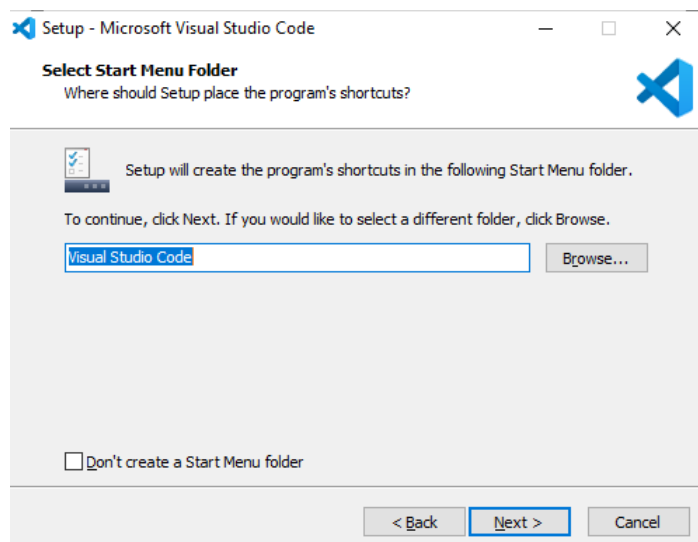 Setup - Microsoft Visual Studio Code
Select Start Menu Folder
Where should Setup place the program's shortcuts?
Setup will create the program's shortcuts in the following Start Menu folder.
To continue, click Next. If you would like to select a different folder, click Browse.
Visual Studio Code
Browse...
Don't create a Start Menu folder
< Back
Next >
Cancel